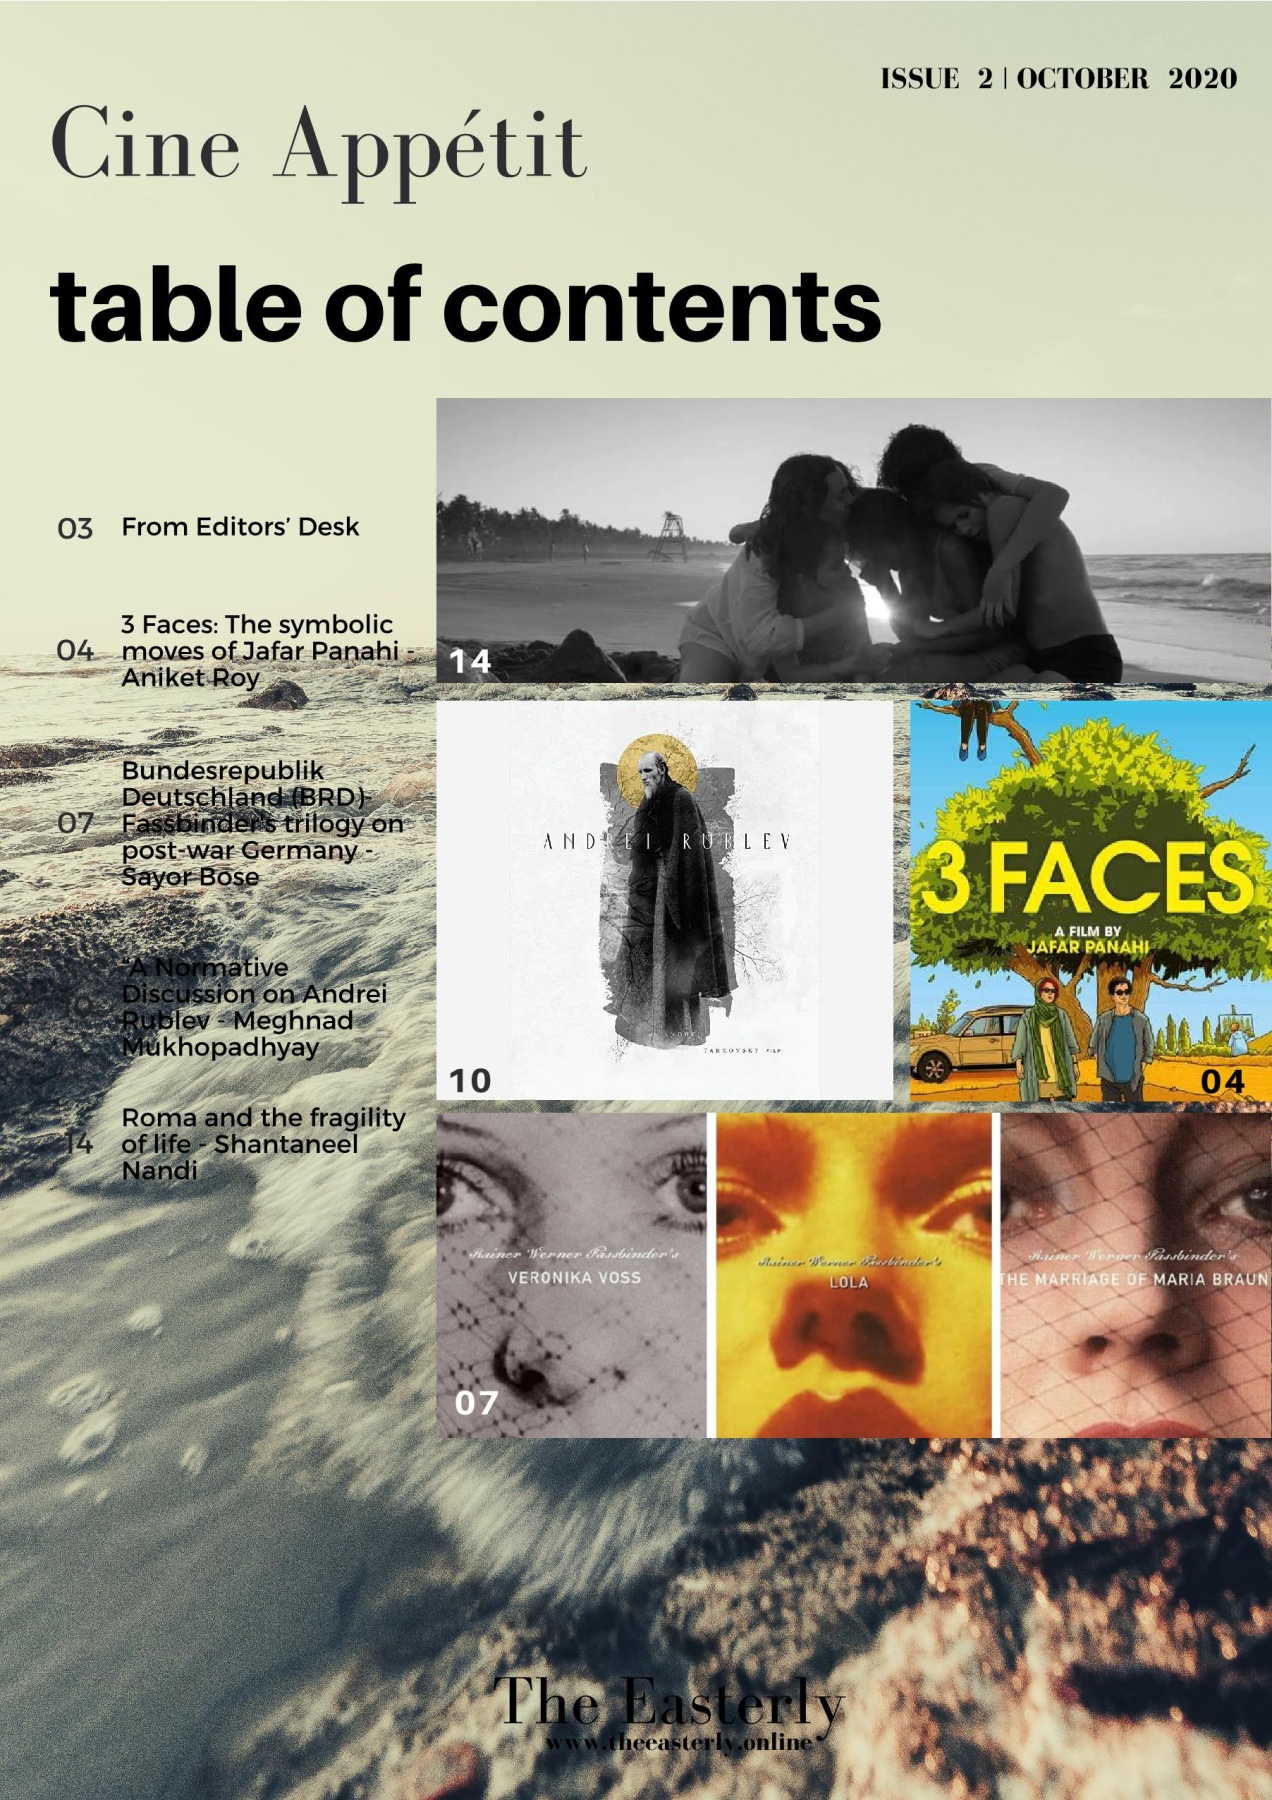 ISSUE 2 | OCTOBER 2020
Cine Appétit
table of contents
03 From Editors’ Desk
3 Faces: The symbolic
04 moves of Jafar Panahi -
Aniket Roy
Bundesrepublik
Deutschland (BRD)-
07 Fassbinder's trilogy on
post-war Germany -
Sayor Bose
“A Normative
Discussion on Andrei
10
Rublev - Meghnad
Mukhopadhyay
Roma and the fragility
14 of life - Shantaneel
Nandi
14
ANDREI RUBLEV
ANDREI
TARKOVSKY FILM
10
3 FACES
A FILM BY
JAFAR PANAHI
04
Rainer Werner Fassbinder's
VERONIKA VOSS
07
Rainer Werner Fassbinder's
LOLA
Rainer Werner Fassbinder's
THE MARRIAGE OF MARIA BRAUN
The Easterly
www.theeasterly.online